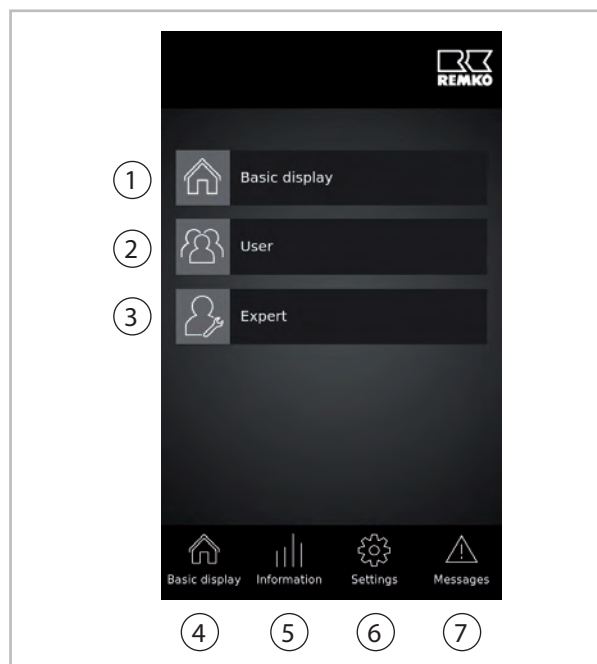 REMKO
1 Basic display
2 User
3 Expert
Basic display Information Settings Messages
4 5 6 7